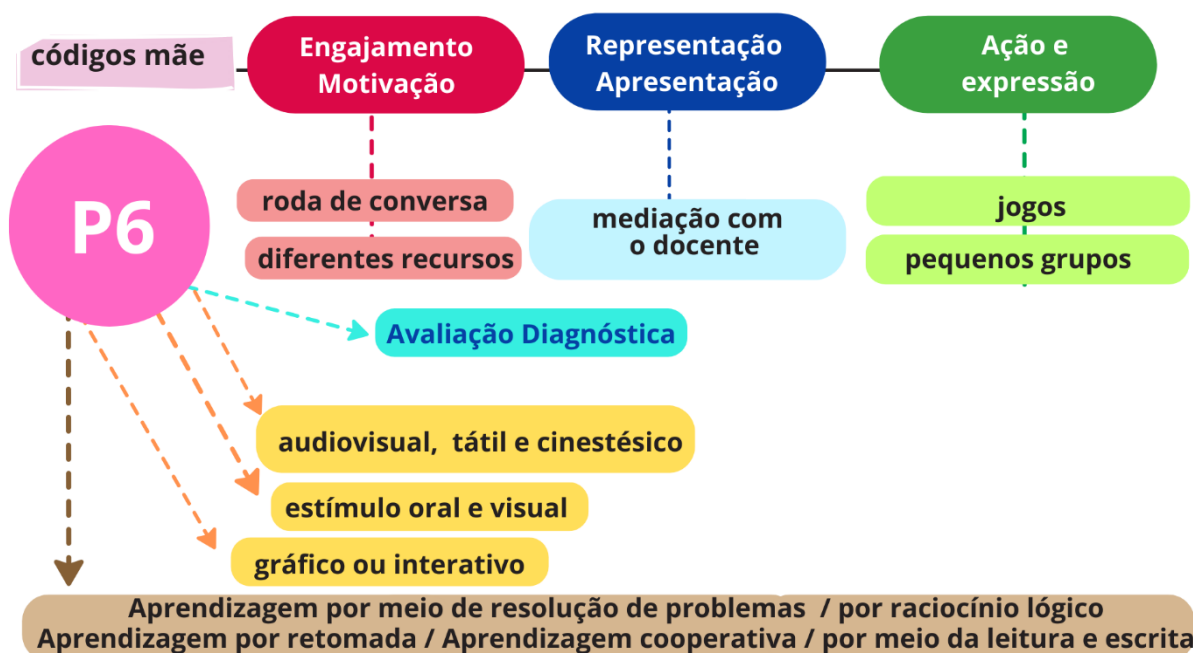 códigos mãe
Engajamento
Motivação
Representação
Apresentação
Ação e
expressão
P6
roda de conversa
diferentes recursos
mediação com
o docente
jogos
pequenos grupos
Avaliação Diagnóstica
audiovisual, tátil e cinestésico
estímulo oral e visual
gráfico ou interativo
Aprendizagem por meio de resolução de problemas / por raciocínio lógico
Aprendizagem por retomada / Aprendizagem cooperativa / por meio da leitura e escrita